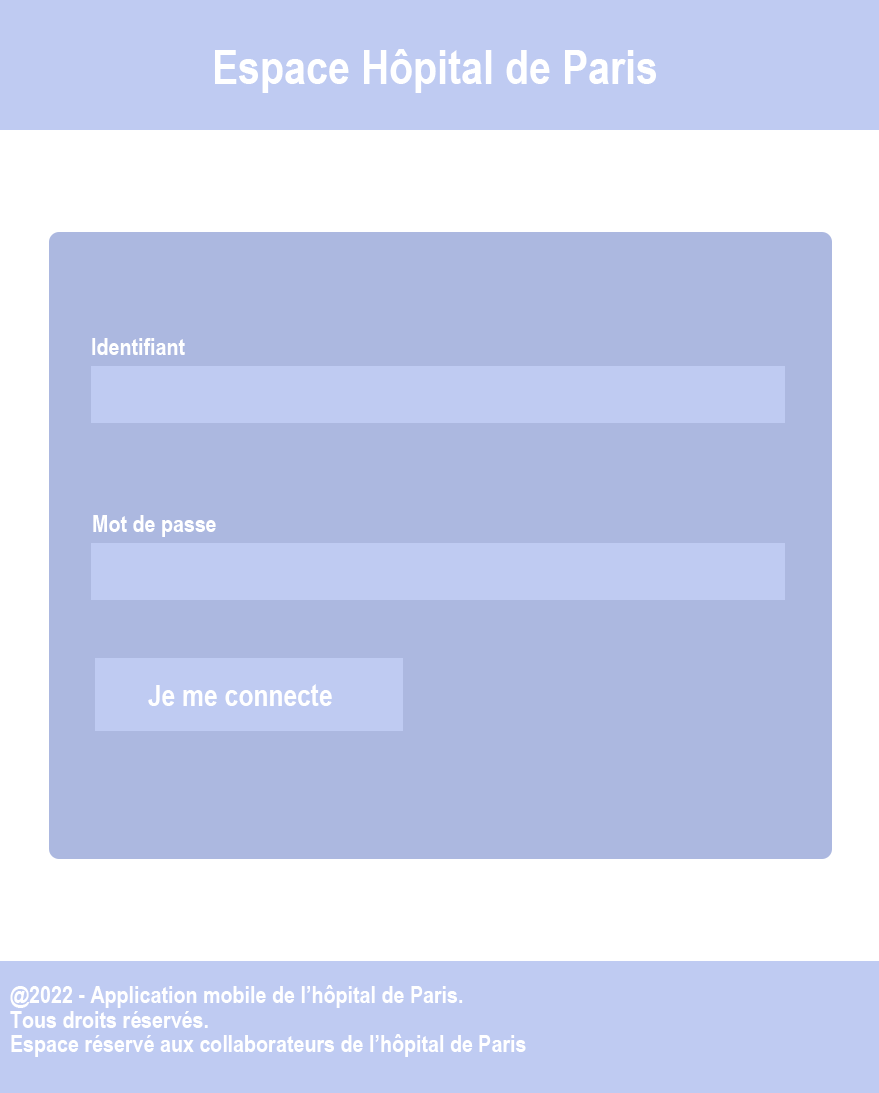 Espace Hôpital de Paris
Identifiant
Mot de passe
Je me connecte
@2022 - Application mobile de l’hôpital de Paris.
Tous droits réservés.
Espace réservé aux collaborateurs de l’hôpital de Paris